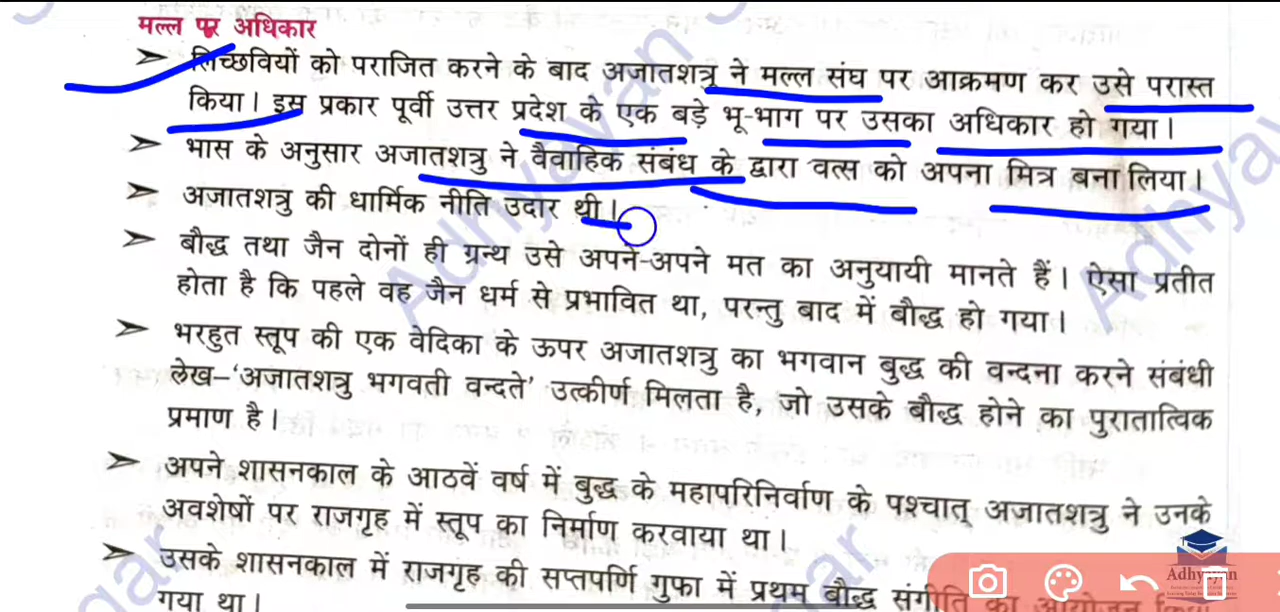 मल्ल पर अधिकार
➢ लिच्छवियों को पराजित करने के बाद अजातशत्रु ने मल्ल संघ पर आक्रमण कर उसे परास्त
किया। इस प्रकार पूर्वी उत्तर प्रदेश के एक बड़े भू-भाग पर उसका अधिकार हो गया।
➢ भास के अनुसार अजातशत्रु ने वैवाहिक संबंध के द्वारा वत्स को अपना मित्र बना लिया।
➢ अजातशत्रु की धार्मिक नीति उदार थी।
➢ बौद्ध तथा जैन दोनों ही ग्रन्थ उसे अपने-अपने मत का अनुयायी मानते हैं। ऐसा प्रतीत
होता है कि पहले वह जैन धर्म से प्रभावित था, परन्तु बाद में बौद्ध हो गया।
➢ भरहुत स्तूप की एक वेदिका के ऊपर अजातशत्रु का भगवान बुद्ध की वन्दना करने संबंधी
लेख–‘अजातशत्रु भगवती वन्दते’ उत्कीर्ण मिलता है, जो उसके बौद्ध होने का पुरातात्विक
प्रमाण है।
➢ अपने शासनकाल के आठवें वर्ष में बुद्ध के महापरिनिर्वाण के पश्चात् अजातशत्रु ने उनके
अवशेषों पर राजगृह में स्तूप का निर्माण करवाया था।
➢ उसके शासनकाल में राजगृह की सप्तपर्णि गुफा में प्रथम बौद्ध संगीति का आयोजन
गया था।
Adhyayan
Adhyayan
Adhyayan